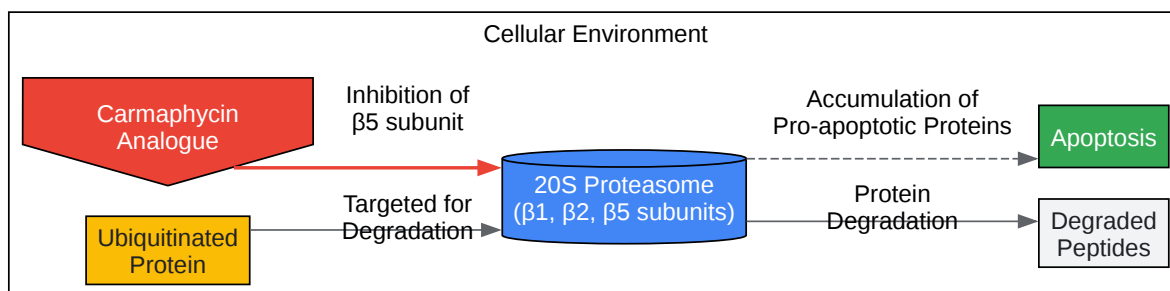 Cellular Environment
Carmaphycin
Analogue
Inhibition of
β5 subunit
Accumulation of
Pro-apoptotic Proteins
Apoptosis
20S Proteasome
(β1, β2, β5 subunits)
Ubiquitinated
Protein
Targeted for
Degradation
Protein
Degradation
Degraded
Peptides